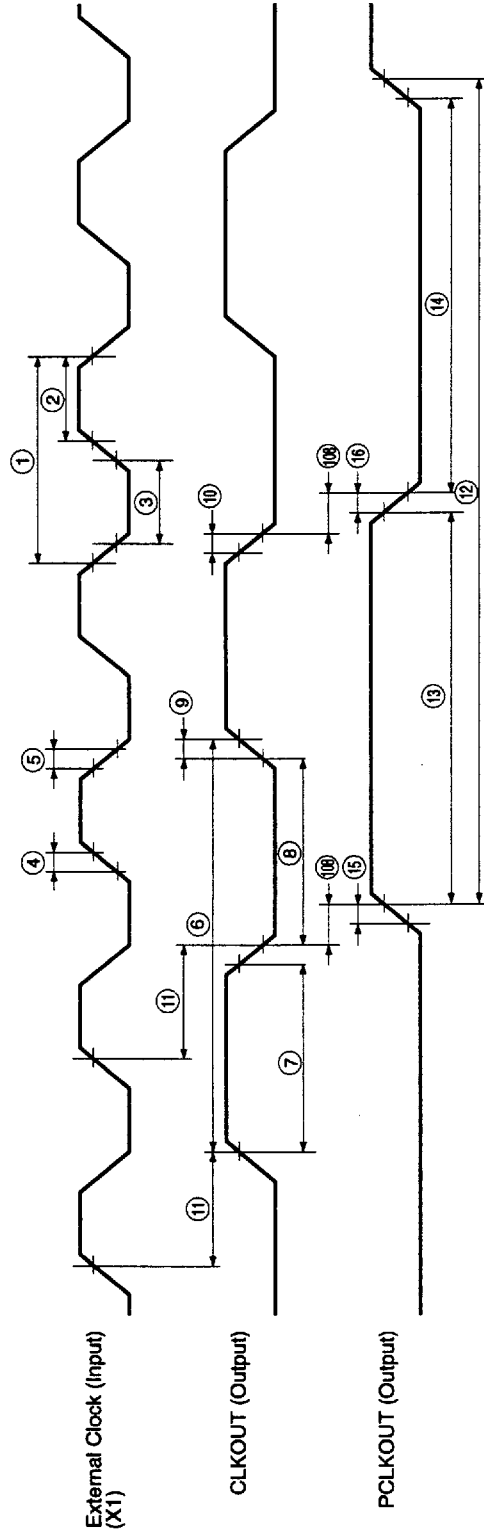 External Clock (Input)
(X1)
① ② ③ ④ ⑤
CLKOUT (Output)
⑥ ⑦ ⑧ ⑨ ⑩ ⑪ ⑪
PCLKOUT (Output)
⑫ ⑬ ⑭ ⑮ ⑯ 108 108